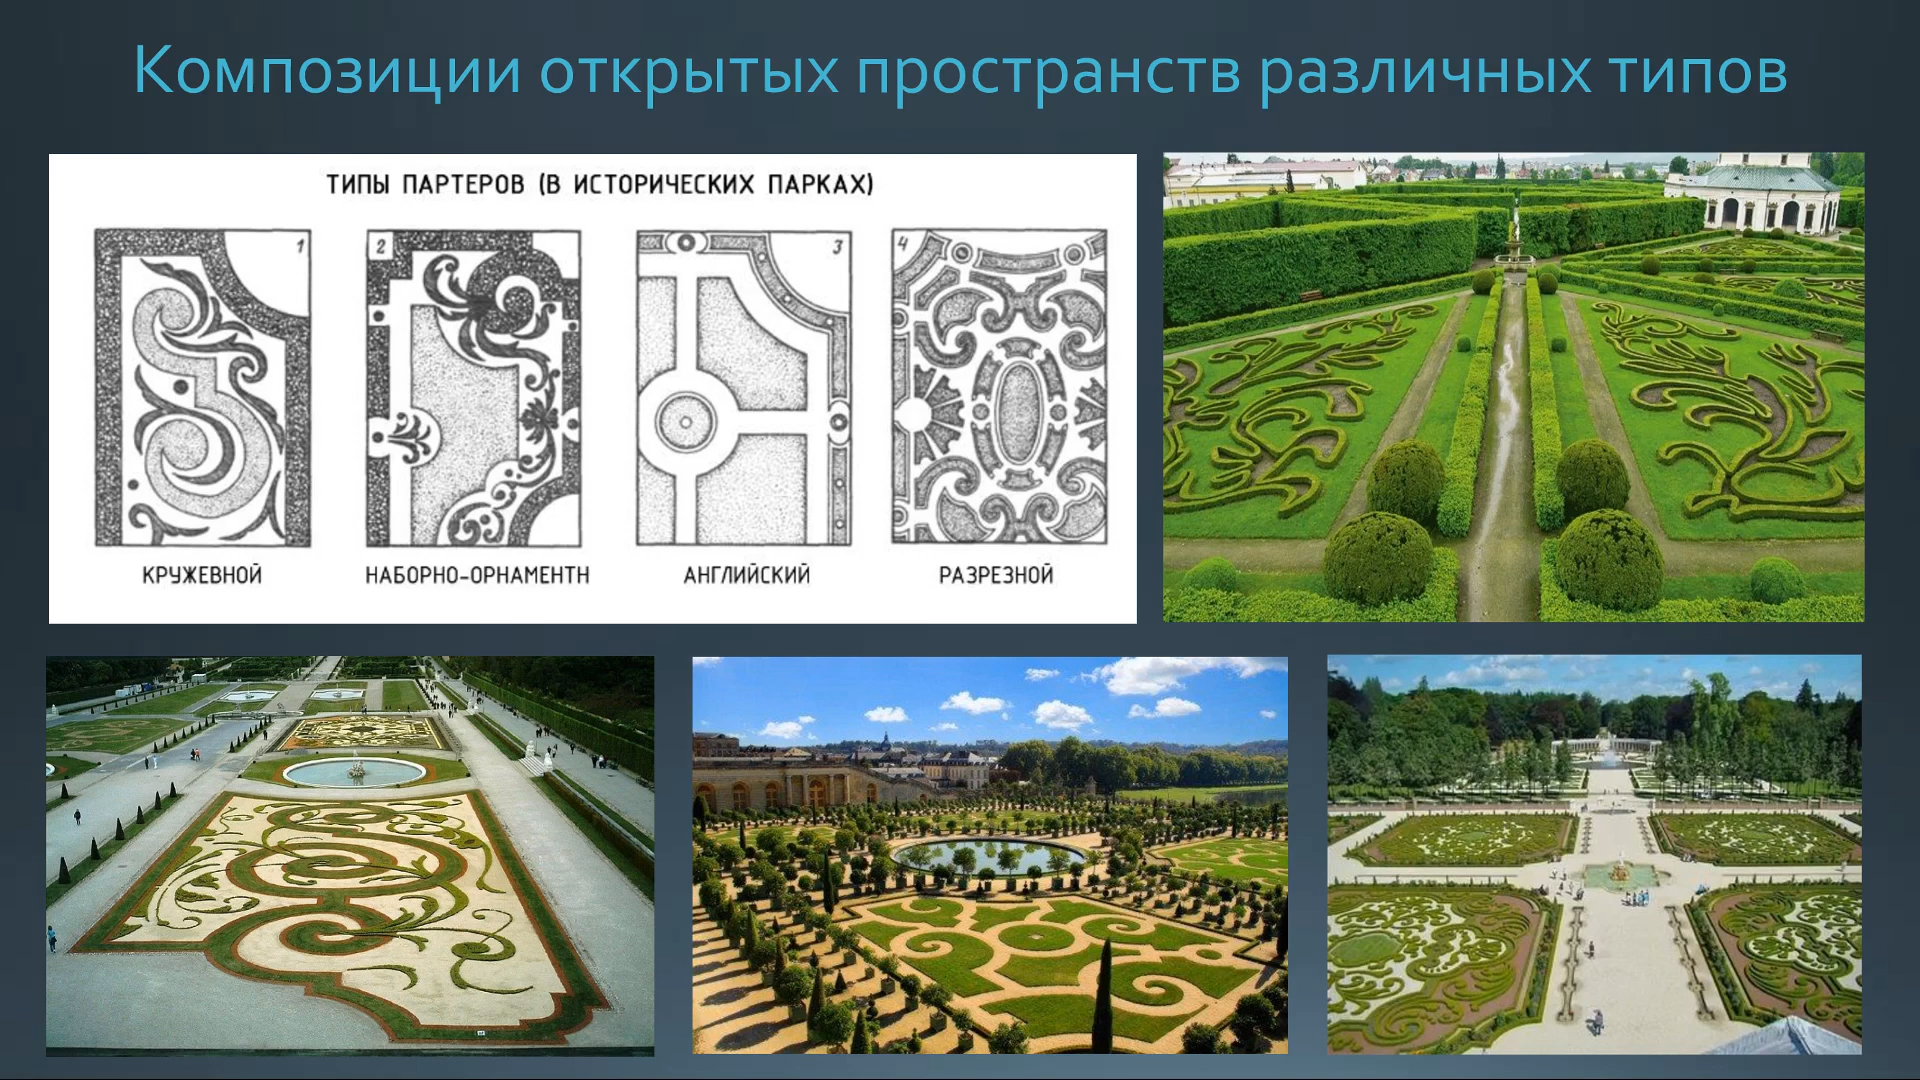 Композиции открытых пространств различных типов
ТИПЫ ПАРТЕРОВ (В ИСТОРИЧЕСКИХ ПАРКАХ)
1 2 3 4
КРУЖЕВНОЙ НАБОРНО-ОРНАМЕНТН АНГЛИЙСКИЙ РАЗРЕЗНОЙ